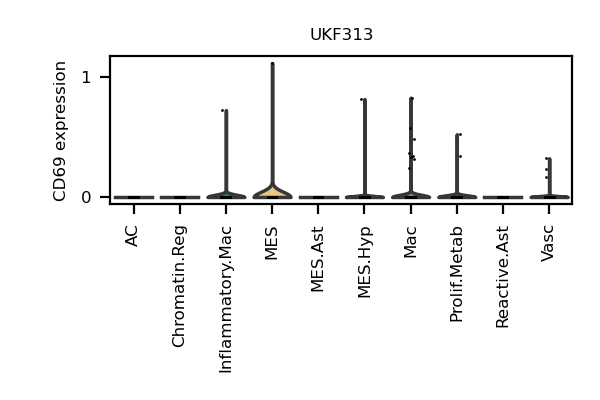 UKF313
CD69 expression
1
0
AC
Chromatin.Reg
Inflammatory.Mac
MES
MES.Ast
MES.Hyp
Mac
Prolif.Metab
Reactive.Ast
Vasc